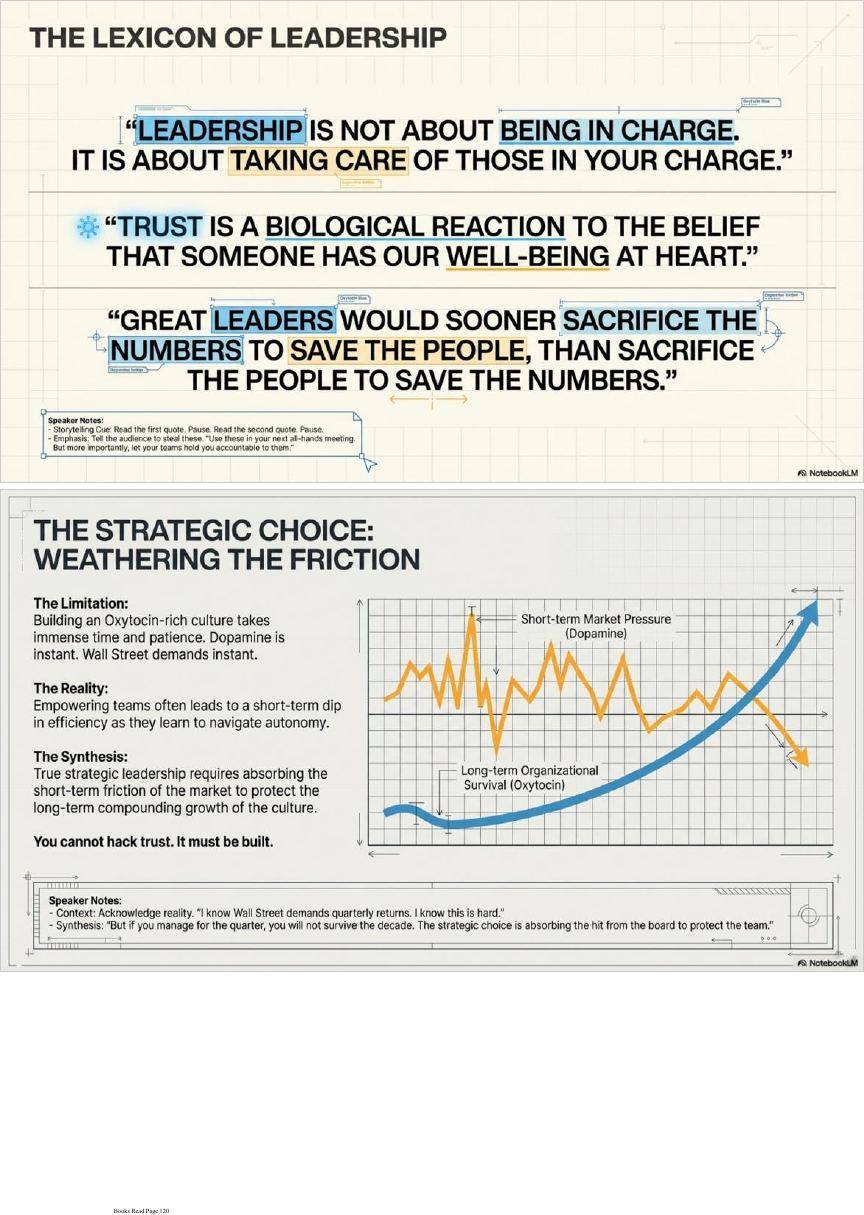 THE LEXICON OF LEADERSHIP
“LEADERSHIP IS NOT ABOUT BEING IN CHARGE.
IT IS ABOUT TAKING CARE OF THOSE IN YOUR CHARGE.”
“TRUST IS A BIOLOGICAL REACTION TO THE BELIEF
THAT SOMEONE HAS OUR WELL-BEING AT HEART.”
“GREAT LEADERS WOULD SOONER SACRIFICE THE
NUMBERS TO SAVE THE PEOPLE, THAN SACRIFICE
THE PEOPLE TO SAVE THE NUMBERS.”
Speaker Notes:
- Storytelling Cue: Read the first quote. Pause. Read the second quote. Pause.
- Emphasis: Tell the audience to steal these. “Use these in your next all-hands meeting.
But more importantly, let your teams hold you accountable to them.”
NotebookLM
THE STRATEGIC CHOICE:
WEATHERING THE FRICTION
The Limitation:
Building an Oxytocin-rich culture takes
immense time and patience. Dopamine is
instant. Wall Street demands instant.
The Reality:
Empowering teams often leads to a short-term dip
in efficiency as they learn to navigate autonomy.
The Synthesis:
True strategic leadership requires absorbing the
short-term friction of the market to protect the
long-term compounding growth of the culture.
You cannot hack trust. It must be built.
Short-term Market Pressure
(Dopamine)
Long-term Organizational
Survival (Oxytocin)
Speaker Notes:
- Context: Acknowledge reality. “I know Wall Street demands quarterly returns. I know this is hard.”
- Synthesis: “But if you manage for the quarter, you will not survive the decade. The strategic choice is absorbing the hit from the board to protect the team.”
NotebookLM
Books Read Page 120